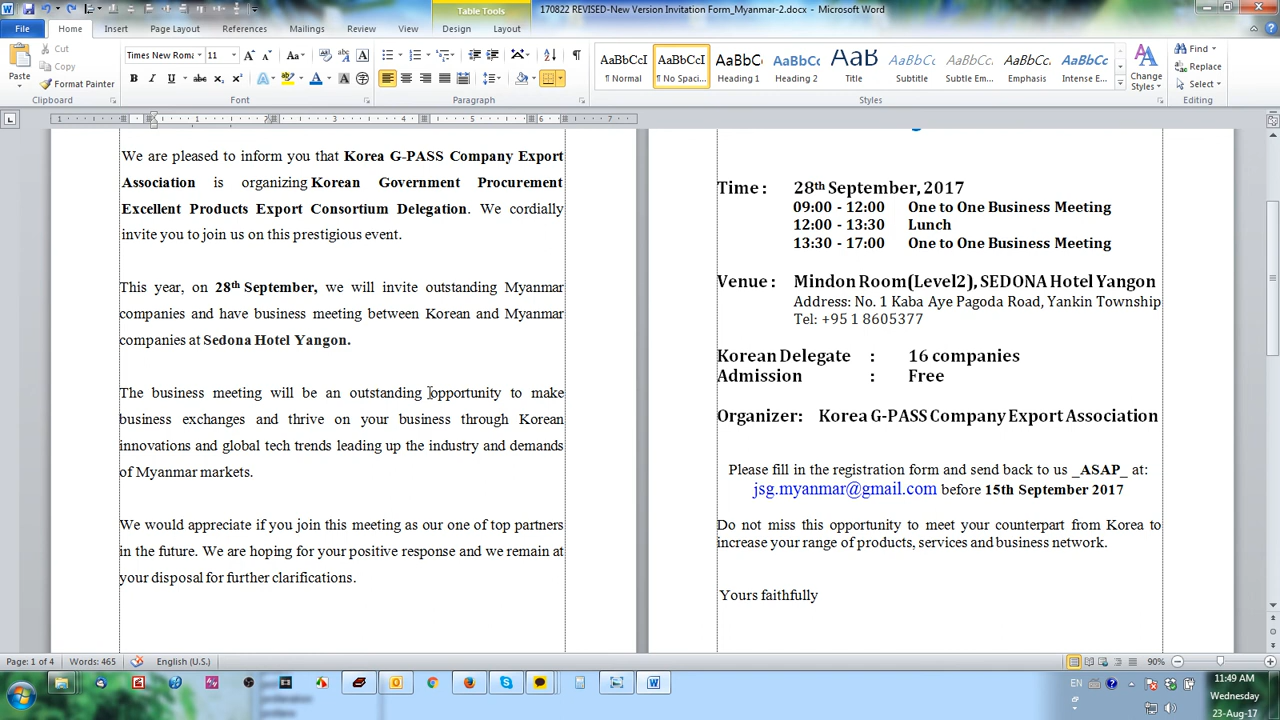 170822 REVISED-New Version Invitation Form_Myanmar-2.docx - Microsoft Word
Table Tools
File Home Insert Page Layout References Mailings Review View Design Layout
Paste
Cut
Copy
Format Painter
Clipboard
Times New Roma 11
Font
Paragraph
AaBbCcI AaBbCcI AaBbC AaBbC AaB AaBbCcI AaBbCcI AaBbCcI AaBbCcI
¶ Normal ¶ No Spaci... Heading 1 Heading 2 Title Subtitle Subtle Em... Emphasis Intense E...
Styles
Change Styles
Find
Replace
Select
Editing
We are pleased to inform you that Korea G-PASS Company Export
Association is organizing Korean Government Procurement
Excellent Products Export Consortium Delegation. We cordially
invite you to join us on this prestigious event.
This year, on 28th September, we will invite outstanding Myanmar
companies and have business meeting between Korean and Myanmar
companies at Sedona Hotel Yangon.
The business meeting will be an outstanding opportunity to make
business exchanges and thrive on your business through Korean
innovations and global tech trends leading up the industry and demands
of Myanmar markets.
We would appreciate if you join this meeting as our one of top partners
in the future. We are hoping for your positive response and we remain at
your disposal for further clarifications.
Time : 28th September, 2017
09:00 - 12:00 One to One Business Meeting
12:00 - 13:30 Lunch
13:30 - 17:00 One to One Business Meeting
Venue : Mindon Room(Level2), SEDONA Hotel Yangon
Address: No. 1 Kaba Aye Pagoda Road, Yankin Township
Tel: +95 1 8605377
Korean Delegate : 16 companies
Admission : Free
Organizer: Korea G-PASS Company Export Association
Please fill in the registration form and send back to us _ASAP_ at:
jsg.myanmar@gmail.com before 15th September 2017
Do not miss this opportunity to meet your counterpart from Korea to
increase your range of products, services and business network.
Yours faithfully
Page: 1 of 4 Words: 465 English (U.S.) 90%
EN
11:49 AM
Wednesday
23-Aug-17